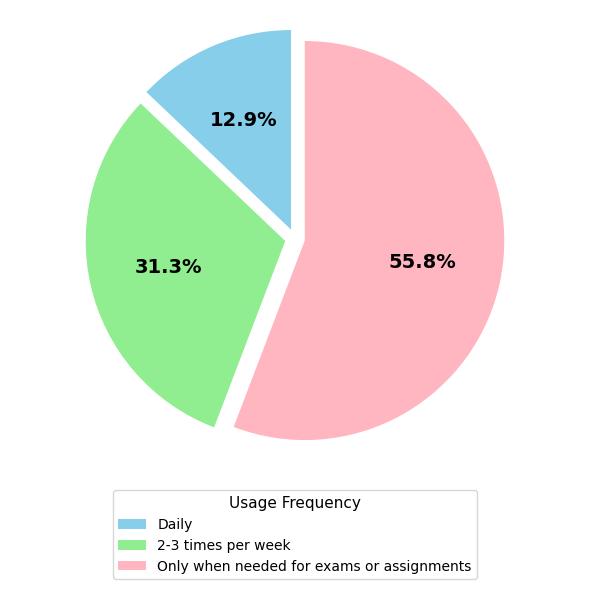 12.9%
31.3%
55.8%
Usage Frequency
Daily
2-3 times per week
Only when needed for exams or assignments